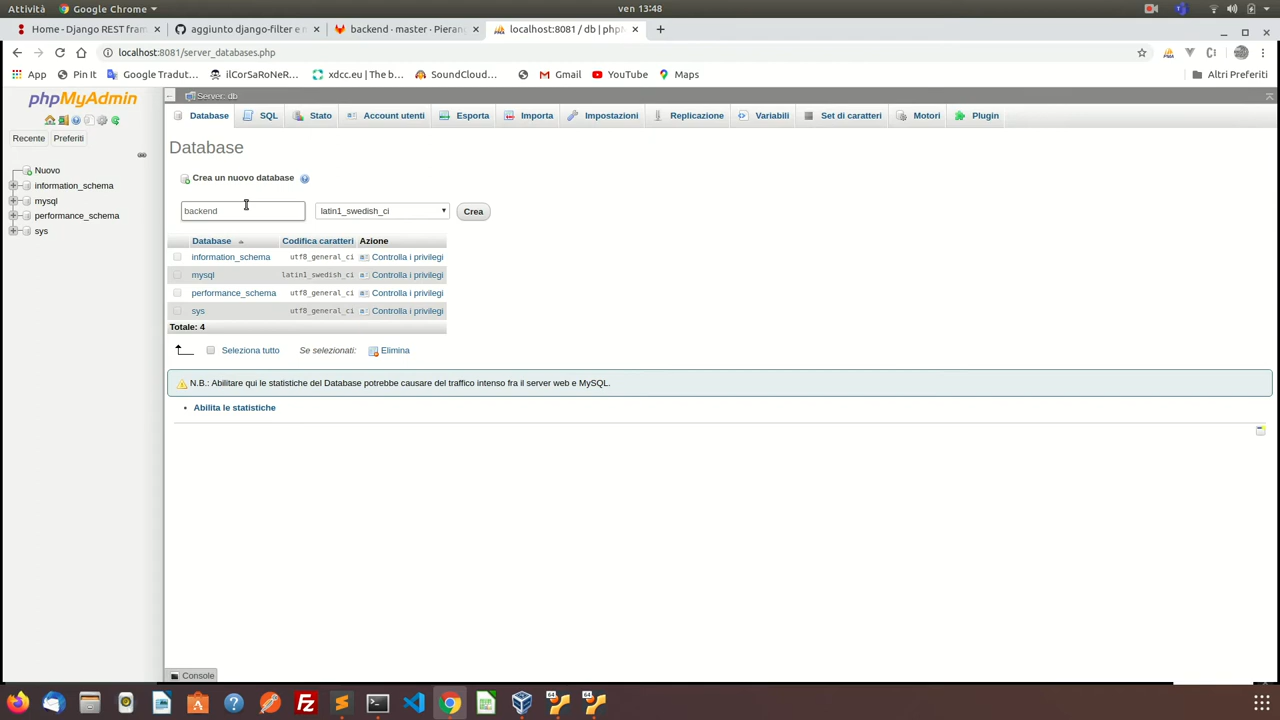 Attività
Google Chrome
ven 13:48
Home - Django REST fram
aggiunto django-filter e n
backend · master · Pieran
localhost:8081 / db | phpM
localhost:8081/server_databases.php
App
Pin It
Google Tradut...
ilCorSaRoNeR...
xdcc.eu | The b...
SoundCloud...
Gmail
YouTube
Maps
Altri Preferiti
phpMyAdmin
Recente
Preferiti
Nuovo
information_schema
mysql
performance_schema
sys
Server: db
Database
SQL
Stato
Account utenti
Esporta
Importa
Impostazioni
Replicazione
Variabili
Set di caratteri
Motori
Plugin
Database
Crea un nuovo database
backend
latin1_swedish_ci
Crea
Database Codifica caratteri Azione
information_schema utf8_general_ci Controlla i privilegi
mysql latin1_swedish_ci Controlla i privilegi
performance_schema utf8_general_ci Controlla i privilegi
sys utf8_general_ci Controlla i privilegi
Totale: 4
Seleziona tutto Se selezionati: Elimina
N.B.: Abilitare qui le statistiche del Database potrebbe causare del traffico intenso fra il server web e MySQL.
Abilita le statistiche
Console